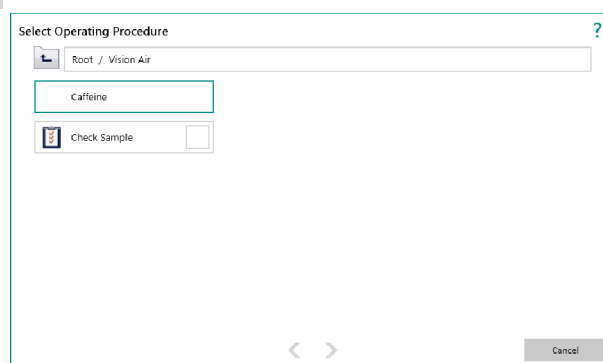 Select Operating Procedure
?
Root / Vision Air
Caffeine
Check Sample
Cancel